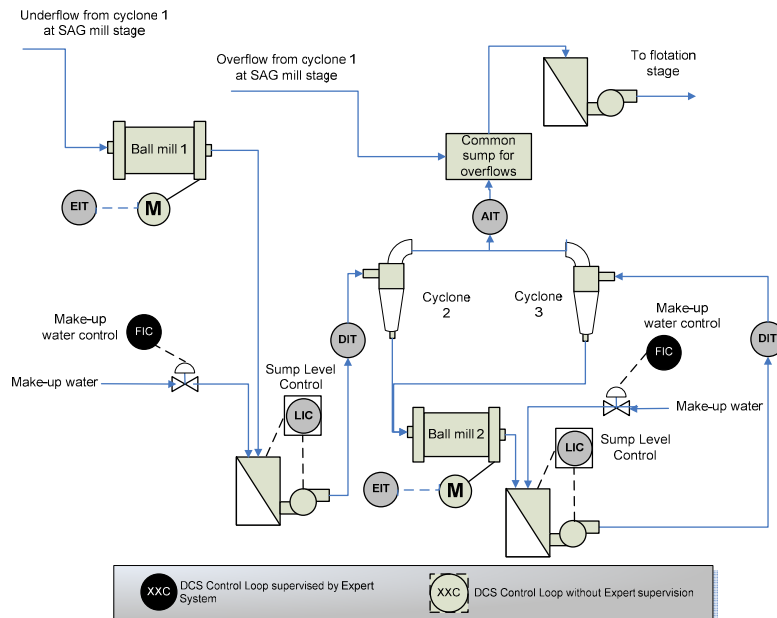 Underflow from cyclone 1
at SAG mill stage
Overflow from cyclone 1
at SAG mill stage
To flotation
stage
Ball mill 1
Common
sump for
overflows
EIT
M
AIT
Cyclone
2
Cyclone
3
Make-up
water control
FIC
DIT
Make-up
water control
FIC
DIT
Make-up water
Sump Level
Control
LIC
Make-up water
Ball mill 2
Sump Level
Control
LIC
EIT
M
XXC
DCS Control Loop supervised by Expert
System
XXC
DCS Control Loop without Expert supervision